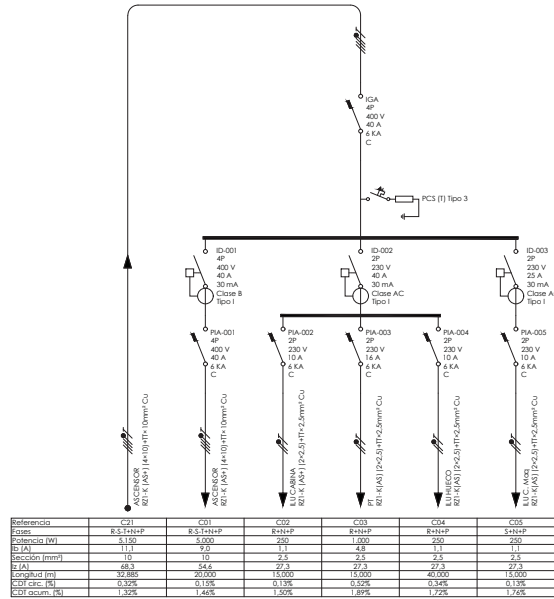 IGA
4P
400 V
40 A
6 KA
C
PCS (T) Tipo 3
ID-001
4P
400 V
40 A
30 mA
Clase B
Tipo I
ID-002
2P
230 V
40 A
30 mA
Clase AC
Tipo I
ID-003
2P
230 V
25 A
30 mA
Clase A
Tipo I
PIA-001
4P
400 V
40 A
6 KA
C
PIA-002
2P
230 V
10 A
6 KA
C
PIA-003
2P
230 V
16 A
6 KA
C
PIA-004
2P
230 V
10 A
6 KA
C
PIA-005
2P
230 V
10 A
6 KA
C
ASCENSOR
RZ1-K (AS+) (4×10)+TT×10mm² Cu
ASCENSOR
RZ1-K (AS+) (4×10)+TT×10mm² Cu
ILU CABINA
RZ1-K (AS+) (2×2,5)+TT×2,5mm² Cu
PT
RZ1-K(AS) (2×2,5)+TT×2,5mm² Cu
ILU HUECO
RZ1-K(AS) (2×2,5)+TT×2,5mm² Cu
ILU C. Maq
RZ1-K(AS) (2×2,5)+TT×2,5mm² Cu
Referencia C21 C01 C02 C03 C04 C05
Fases R-S-T+N+P R-S-T+N+P R+N+P R+N+P R+N+P S+N+P
Potencia (W) 5.150 5.000 250 1.000 250 250
Ib (A) 11,1 9,0 1,1 4,8 1,1 1,1
Sección (mm²) 10 10 2,5 2,5 2,5 2,5
Iz (A) 68,3 54,6 27,3 27,3 27,3 27,3
Longitud (m) 32,885 20,000 15,000 15,000 40,000 15,000
CDT circ. (%) 0,32% 0,15% 0,13% 0,52% 0,34% 0,13%
CDT acum. (%) 1,32% 1,46% 1,50% 1,89% 1,72% 1,76%